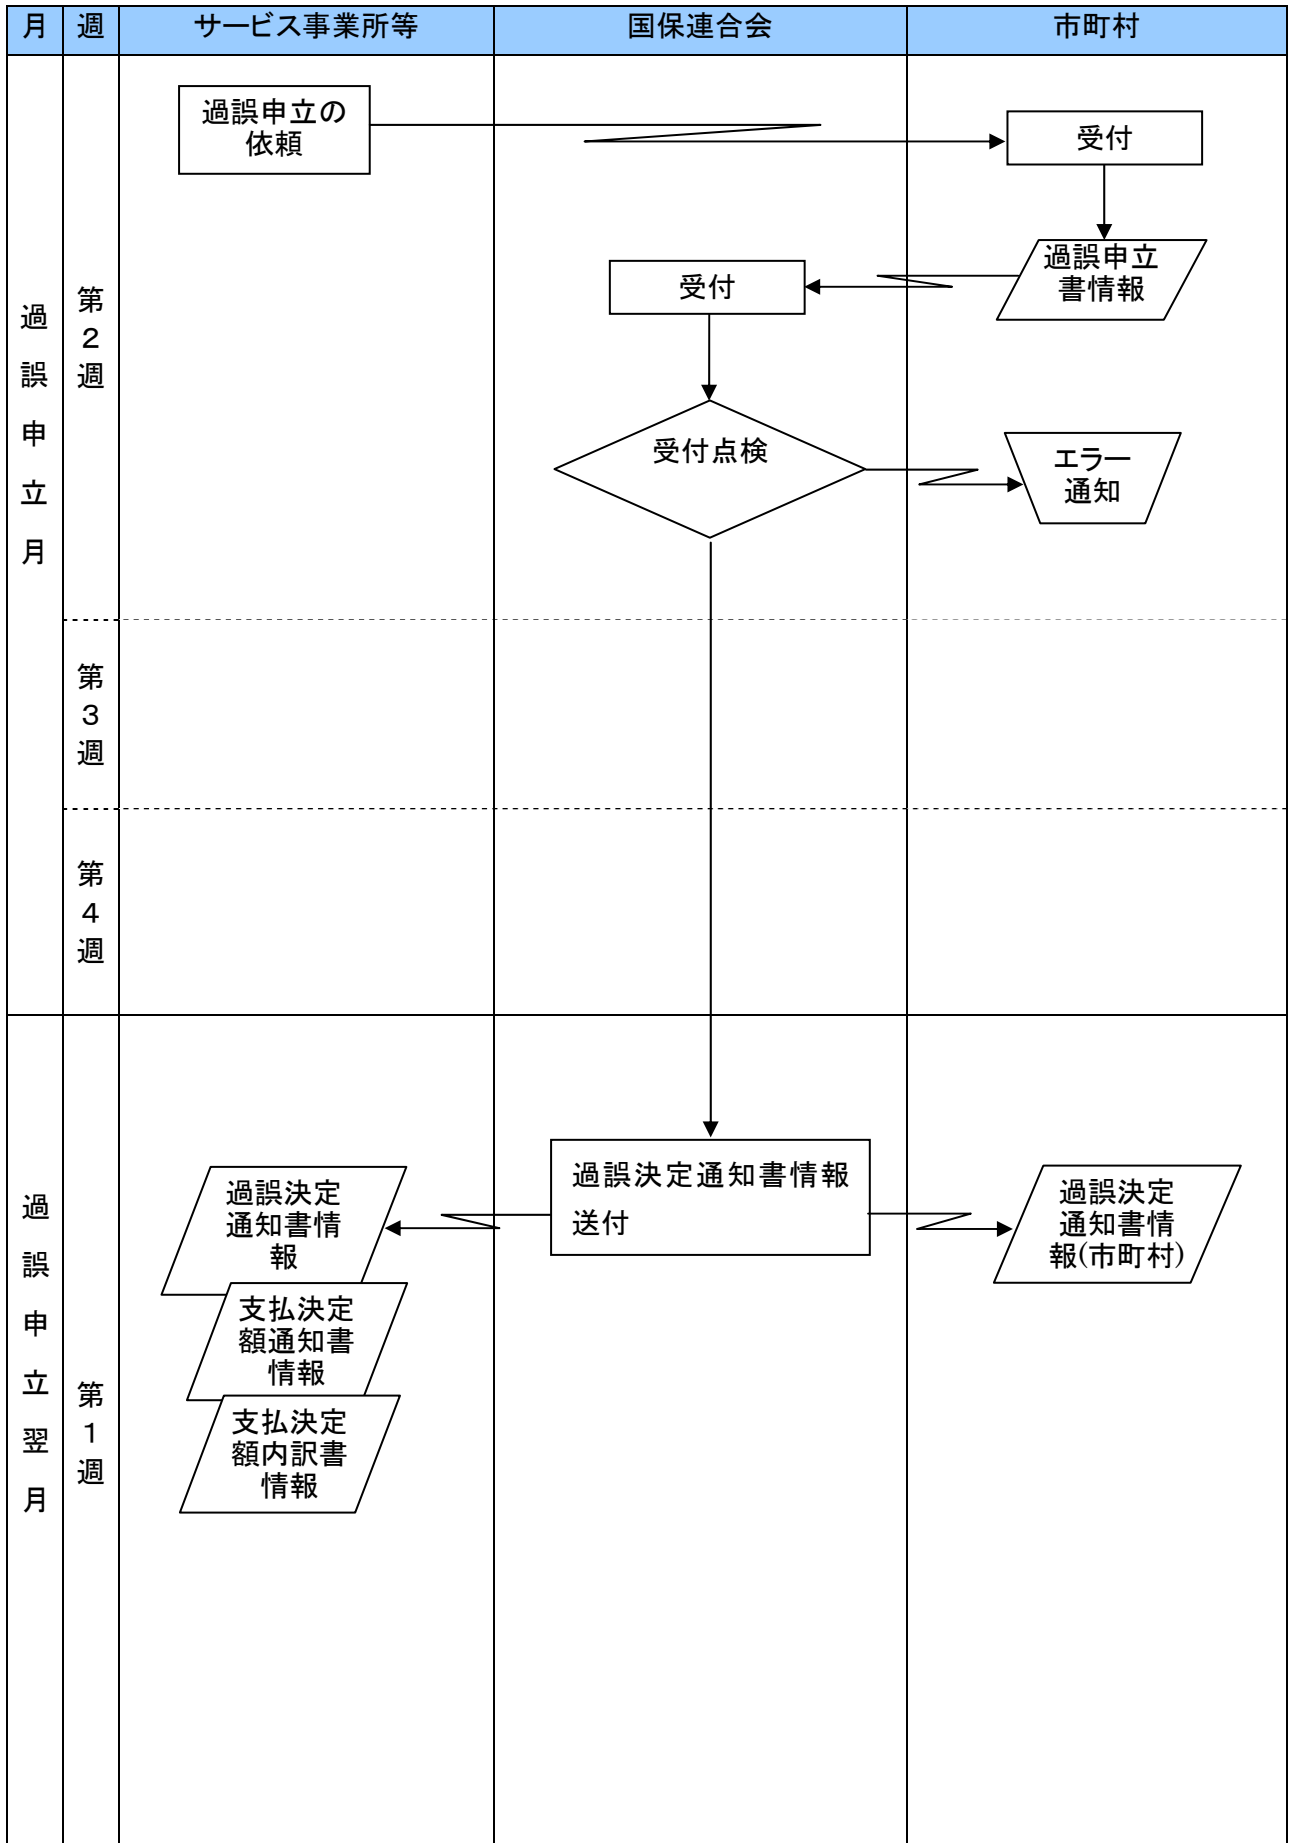 月 週 サービス事業所等 国保連合会 市町村
過誤申立月
第2週
過誤申立の
依頼
受付
過誤申立
書情報
受付
受付点検
エラー
通知
第3週
第4週
過誤申立翌月
第1週
過誤決定通知書情報
送付
過誤決定
通知書情
報
支払決定
額通知書
情報
支払決定
額内訳書
情報
過誤決定
通知書情
報(市町村)